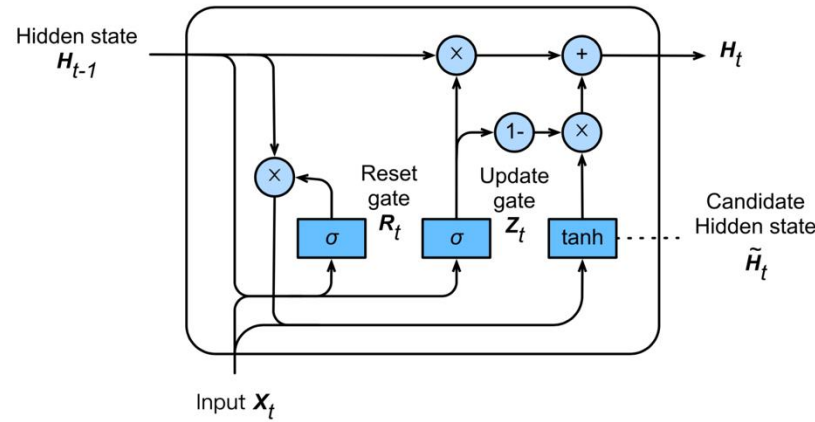 Hidden state
H_{t-1}
×
+
H_t
1-
×
×
Reset
gate
R_t
Update
gate
Z_t
σ
σ
tanh
Candidate
Hidden state
H̃_t
Input X_t